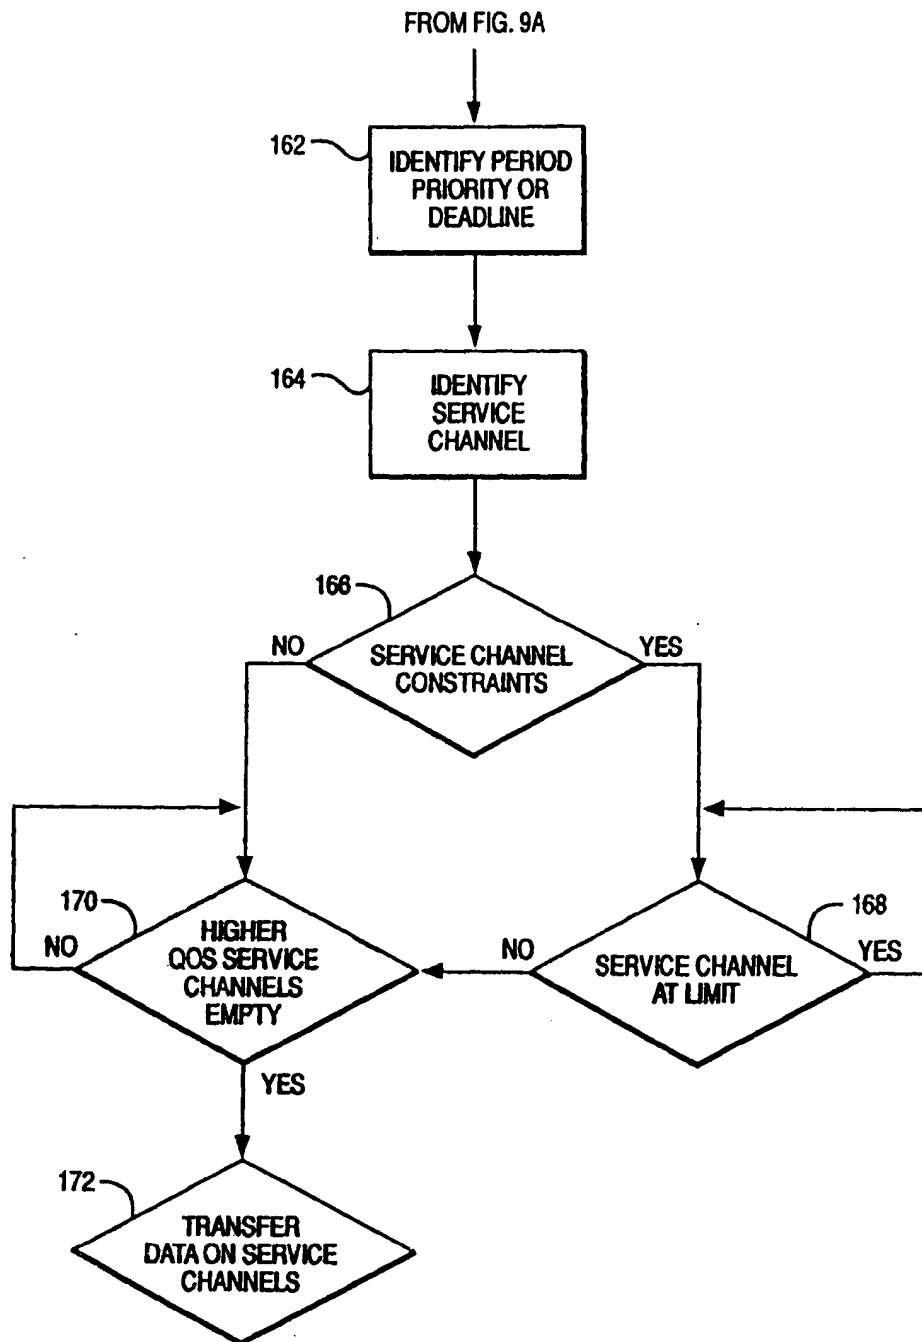 FROM FIG. 9A
162
IDENTIFY PERIOD
PRIORITY OR
DEADLINE
164
IDENTIFY
SERVICE
CHANNEL
166
NO
YES
SERVICE CHANNEL
CONSTRAINTS
170
NO
HIGHER
QOS SERVICE
CHANNELS
EMPTY
NO
168
YES
SERVICE CHANNEL
AT LIMIT
YES
172
TRANSFER
DATA ON SERVICE
CHANNELS